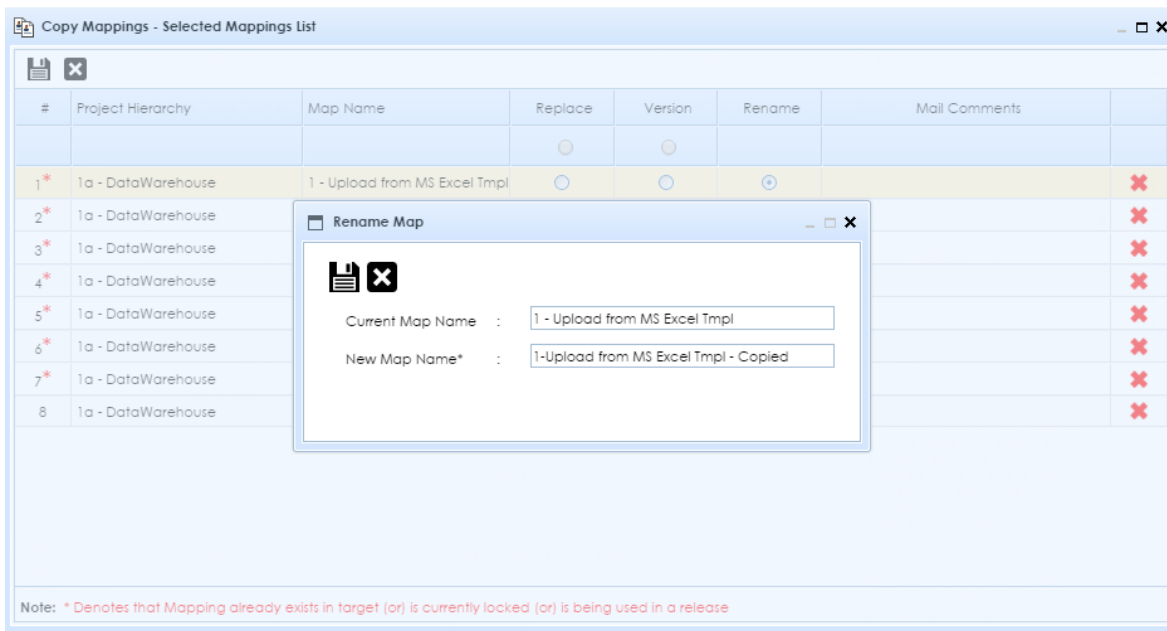 Copy Mappings - Selected Mappings List
# Project Hierarchy Map Name Replace Version Rename Mail Comments
1* 1a - DataWarehouse 1 - Upload from MS Excel Tmpl
2* 1a - DataWarehouse
3* 1a - DataWarehouse
4* 1a - DataWarehouse
5* 1a - DataWarehouse
6* 1a - DataWarehouse
7* 1a - DataWarehouse
8 1a - DataWarehouse
Rename Map
Current Map Name : 1 - Upload from MS Excel Tmpl
New Map Name* : 1-Upload from MS Excel Tmpl - Copied
Note: * Denotes that Mapping already exists in target (or) is currently locked (or) is being used in a release